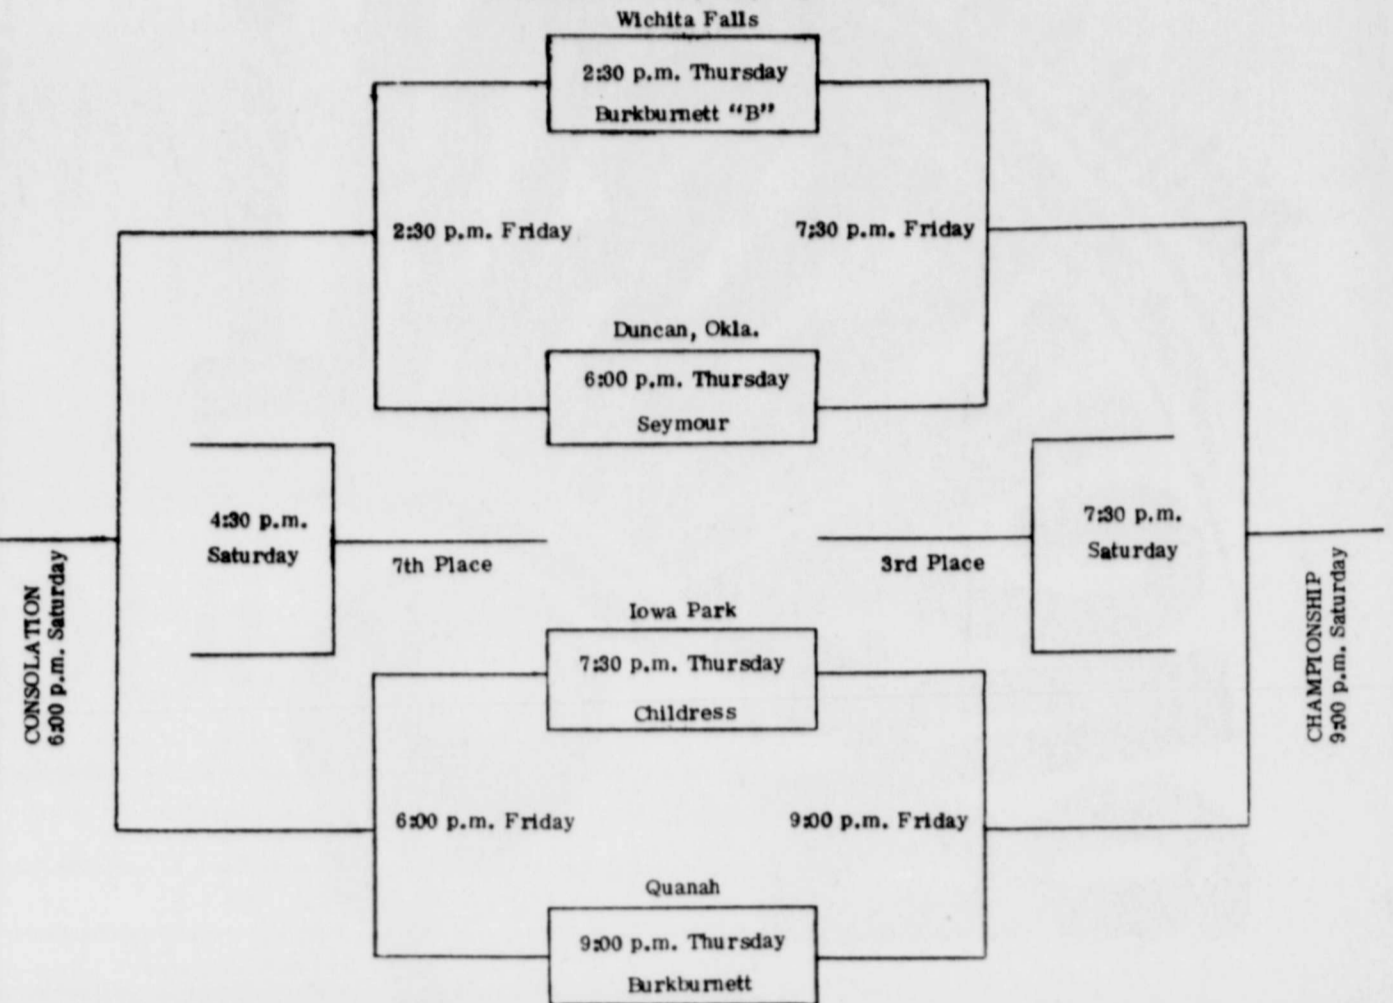 Wichita Falls
2:30 p.m. Thursday
Burkburnett “B”
2:30 p.m. Friday
7:30 p.m. Friday
Duncan, Okla.
6:00 p.m. Thursday
Seymour
4:30 p.m.
Saturday
7th Place
3rd Place
7:30 p.m.
Saturday
CONSOLATION
6:00 p.m. Saturday
CHAMPIONSHIP
9:00 p.m. Saturday
Iowa Park
7:30 p.m. Thursday
Childress
6:00 p.m. Friday
9:00 p.m. Friday
Quanah
9:00 p.m. Thursday
Burkburnett